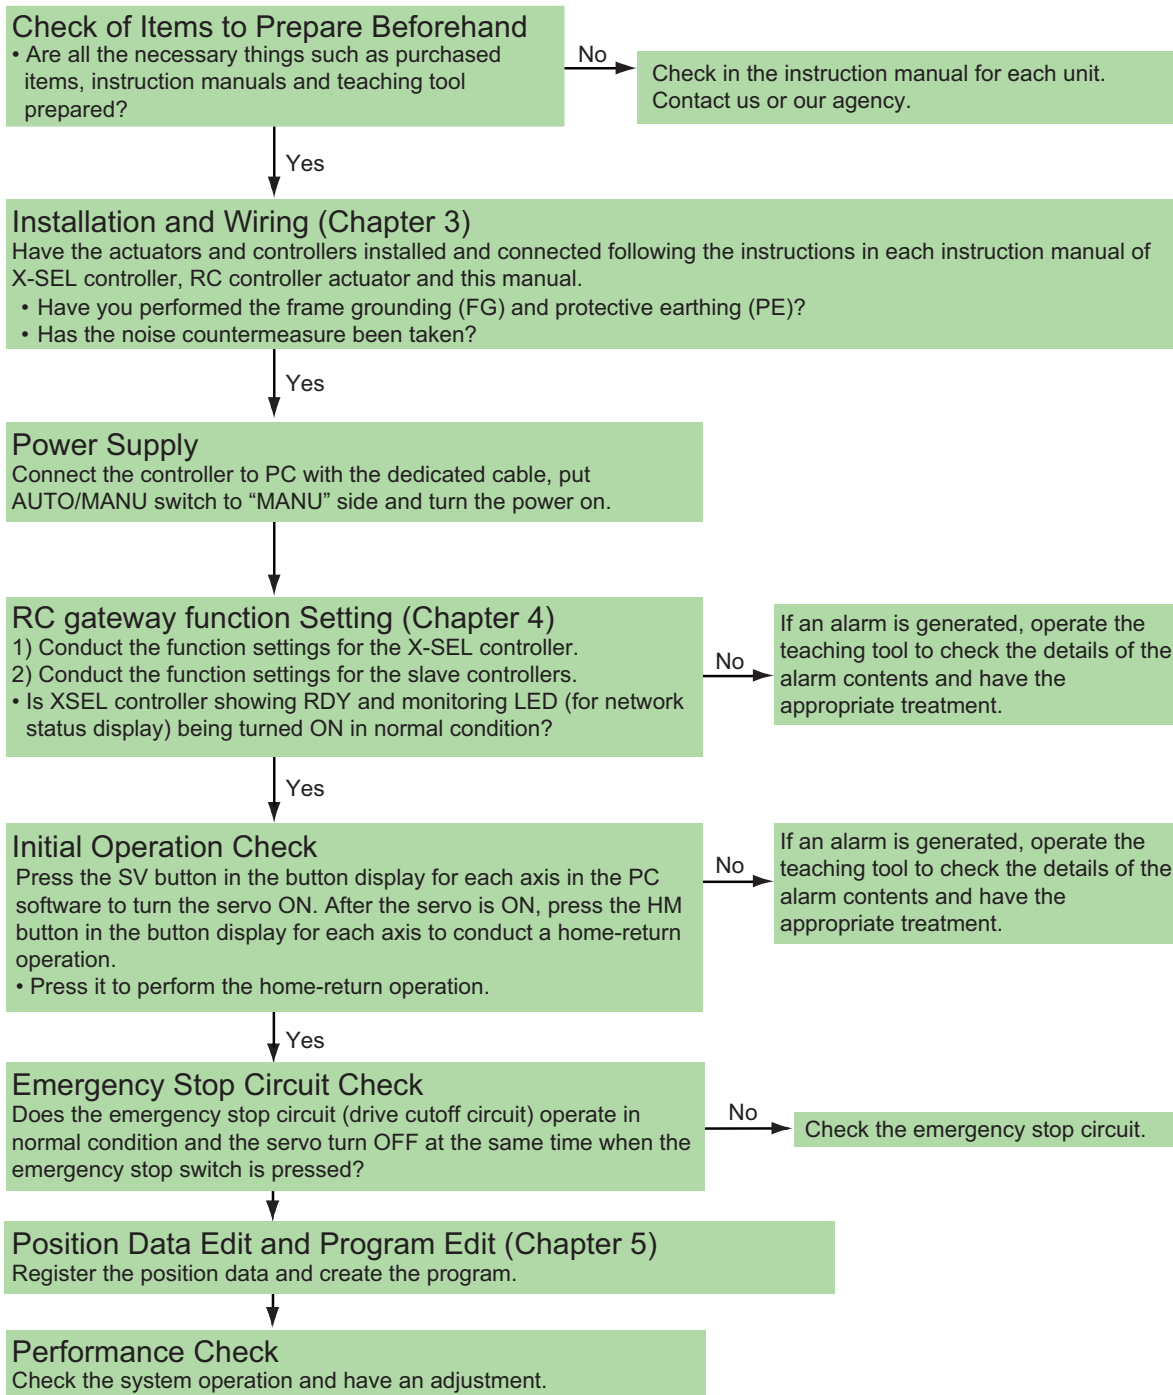 Check of Items to Prepare Beforehand
• Are all the necessary things such as purchased
items, instruction manuals and teaching tool
prepared?
No
Check in the instruction manual for each unit.
Contact us or our agency.
Yes
Installation and Wiring (Chapter 3)
Have the actuators and controllers installed and connected following the instructions in each instruction manual of
X-SEL controller, RC controller actuator and this manual.
• Have you performed the frame grounding (FG) and protective earthing (PE)?
• Has the noise countermeasure been taken?
Yes
Power Supply
Connect the controller to PC with the dedicated cable, put
AUTO/MANU switch to “MANU” side and turn the power on.
RC gateway function Setting (Chapter 4)
1) Conduct the function settings for the X-SEL controller.
2) Conduct the function settings for the slave controllers.
• Is XSEL controller showing RDY and monitoring LED (for network
status display) being turned ON in normal condition?
No
If an alarm is generated, operate the
teaching tool to check the details of the
alarm contents and have the
appropriate treatment.
Yes
Initial Operation Check
Press the SV button in the button display for each axis in the PC
software to turn the servo ON. After the servo is ON, press the HM
button in the button display for each axis to conduct a home-return
operation.
• Press it to perform the home-return operation.
No
If an alarm is generated, operate the
teaching tool to check the details of the
alarm contents and have the
appropriate treatment.
Yes
Emergency Stop Circuit Check
Does the emergency stop circuit (drive cutoff circuit) operate in
normal condition and the servo turn OFF at the same time when the
emergency stop switch is pressed?
No
Check the emergency stop circuit.
Position Data Edit and Program Edit (Chapter 5)
Register the position data and create the program.
Performance Check
Check the system operation and have an adjustment.